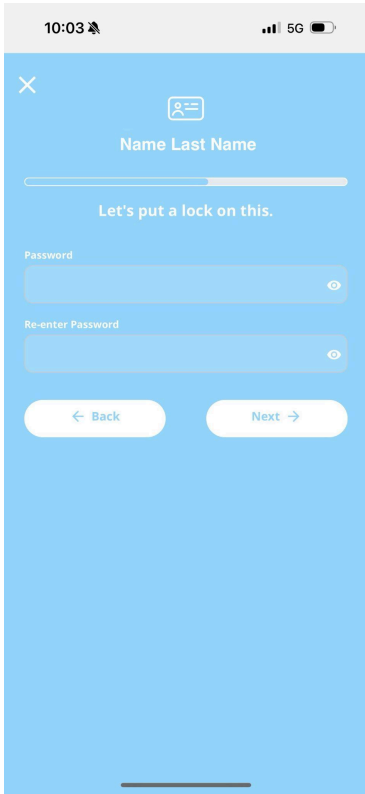 10:03
5G
Name Last Name
Let's put a lock on this.
Password
Re-enter Password
← Back
Next →